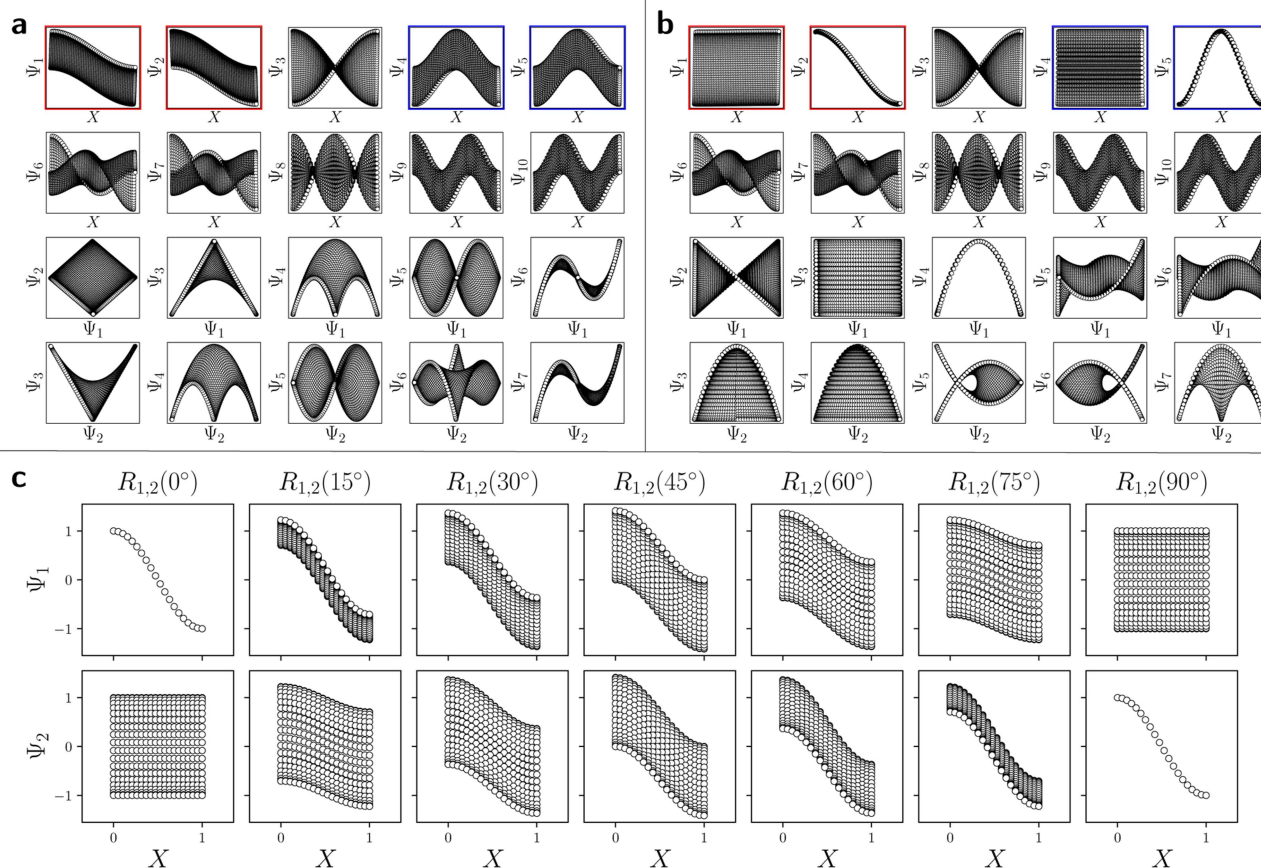 a
Ψ1 Ψ2 Ψ3 Ψ4 Ψ5
X X X X X
Ψ6 Ψ7 Ψ8 Ψ9 Ψ10
X X X X X
Ψ2 Ψ3 Ψ4 Ψ5 Ψ6
Ψ1 Ψ1 Ψ1 Ψ1 Ψ1
Ψ3 Ψ4 Ψ5 Ψ6 Ψ7
Ψ2 Ψ2 Ψ2 Ψ2 Ψ2
b
Ψ1 Ψ2 Ψ3 Ψ4 Ψ5
X X X X X
Ψ6 Ψ7 Ψ8 Ψ9 Ψ10
X X X X X
Ψ2 Ψ3 Ψ4 Ψ5 Ψ6
Ψ1 Ψ1 Ψ1 Ψ1 Ψ1
Ψ3 Ψ4 Ψ5 Ψ6 Ψ7
Ψ2 Ψ2 Ψ2 Ψ2 Ψ2
c
R1,2(0°) R1,2(15°) R1,2(30°) R1,2(45°) R1,2(60°) R1,2(75°) R1,2(90°)
1
Ψ1 0
−1
1
Ψ2 0
−1
0 1 0 1 0 1 0 1 0 1 0 1 0 1
X X X X X X X